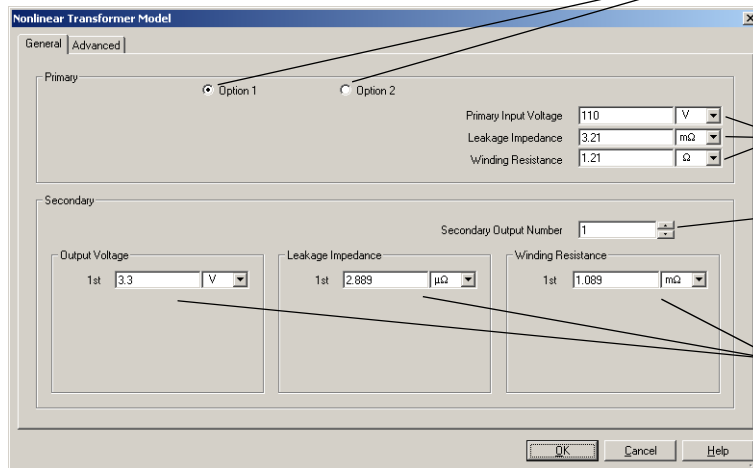 Nonlinear Transformer Model
General Advanced
Primary
Option 1 Option 2
Primary Input Voltage 110 V
Leakage Impedance 3.21 mΩ
Winding Resistance 1.21 Ω
Secondary
Secondary Output Number 1
Output Voltage Leakage Impedance Winding Resistance
1st 3.3 V 1st 2.889 μΩ 1st 1.089 mΩ
OK Cancel Help